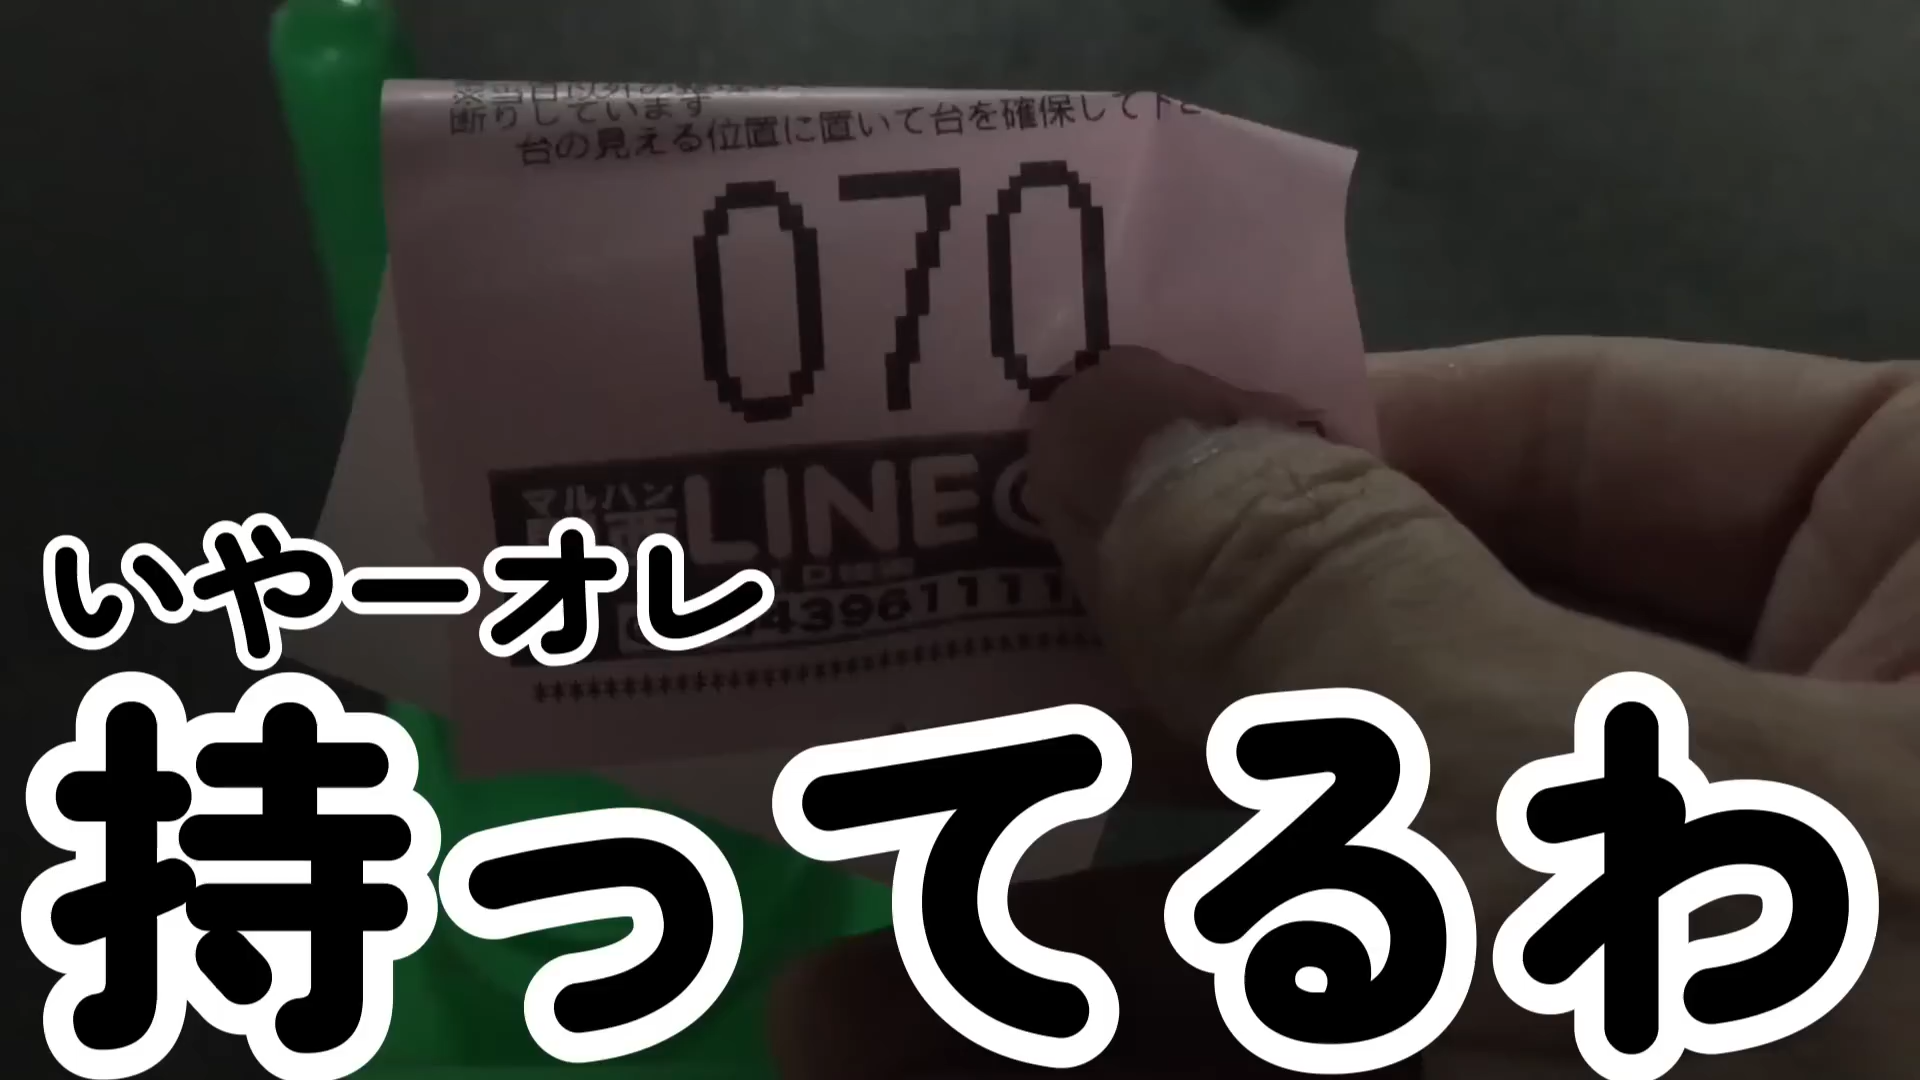 断りしています
台の見える位置に置いて台を確保して下
070
マルハン
LINE@
いやーオレ
持ってるわ